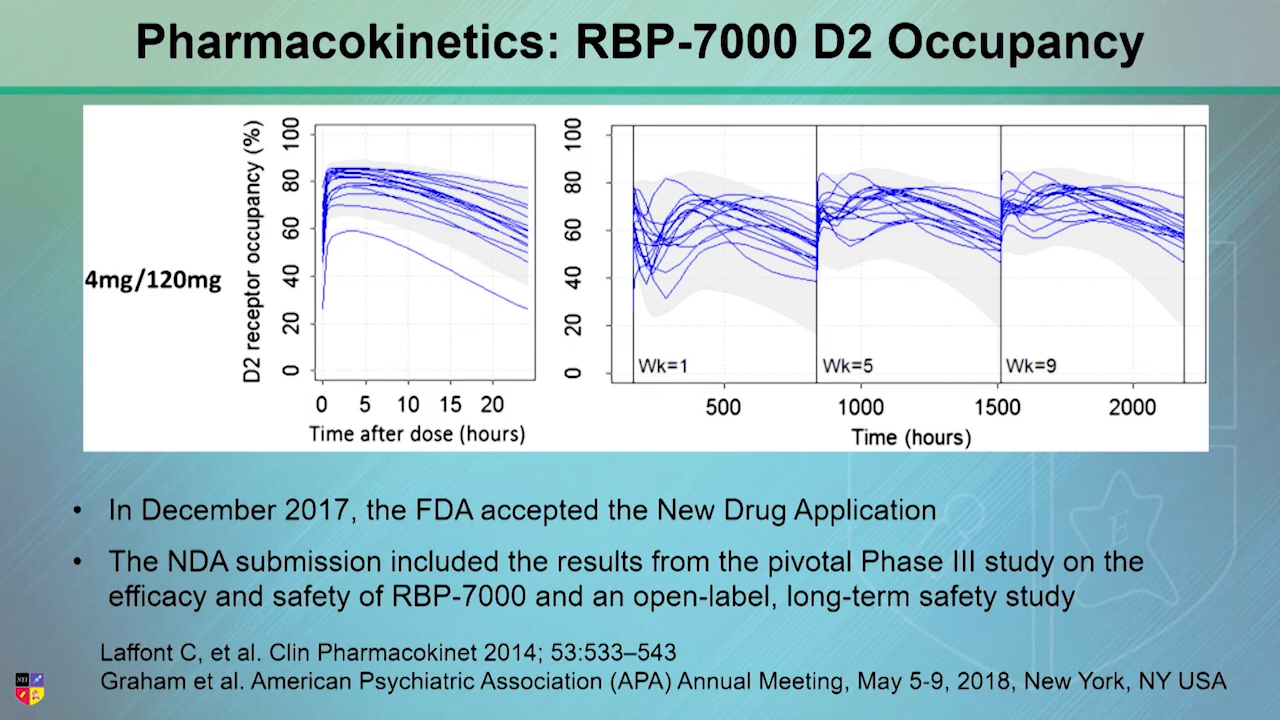 Pharmacokinetics: RBP-7000 D2 Occupancy
4mg/120mg
D2 receptor occupancy (%)
100
80
60
40
20
0
0 5 10 15 20
Time after dose (hours)
100
80
60
40
20
0
Wk=1 Wk=5 Wk=9
500 1000 1500 2000
Time (hours)
• In December 2017, the FDA accepted the New Drug Application
• The NDA submission included the results from the pivotal Phase III study on the
efficacy and safety of RBP-7000 and an open-label, long-term safety study
Laffont C, et al. Clin Pharmacokinet 2014; 53:533–543
Graham et al. American Psychiatric Association (APA) Annual Meeting, May 5-9, 2018, New York, NY USA